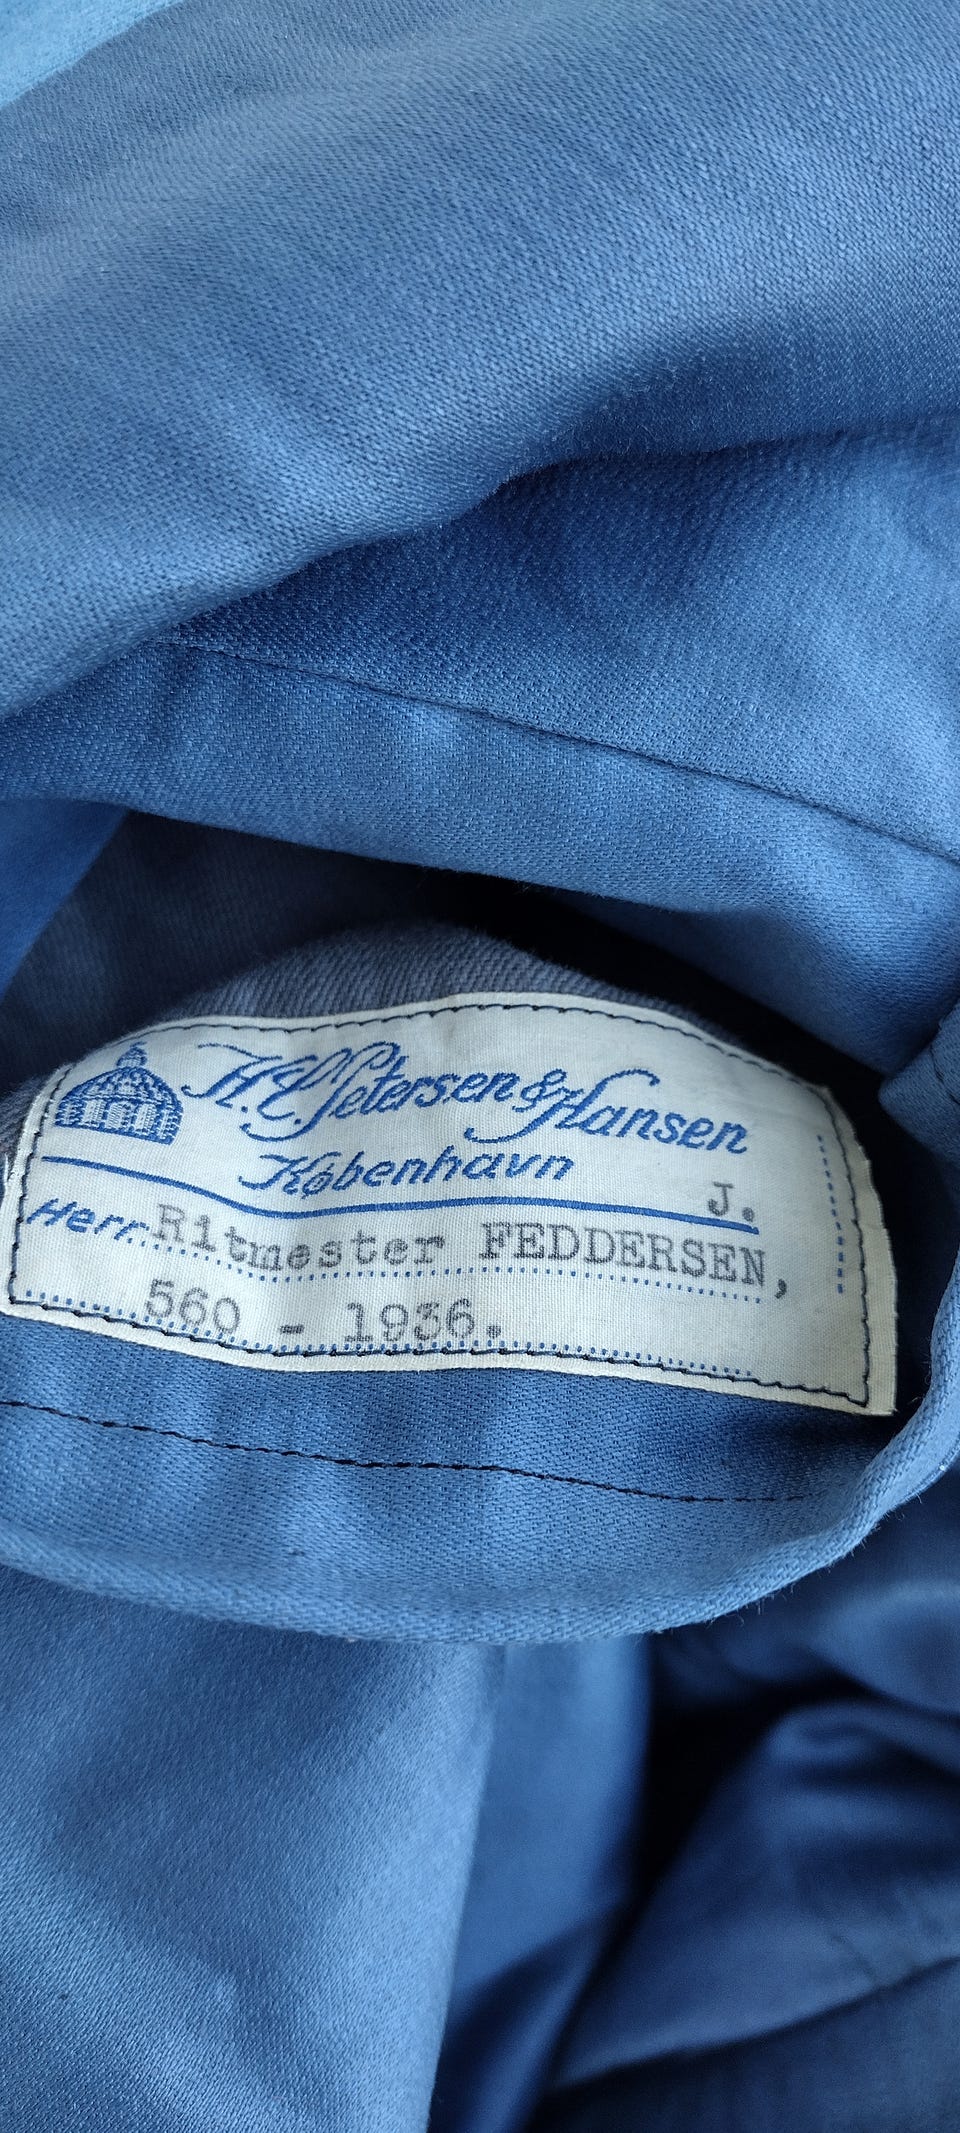 H.C. Petersen & Hansen
København
J.
Herr. Ritmester FEDDERSEN,
560 - 1936.